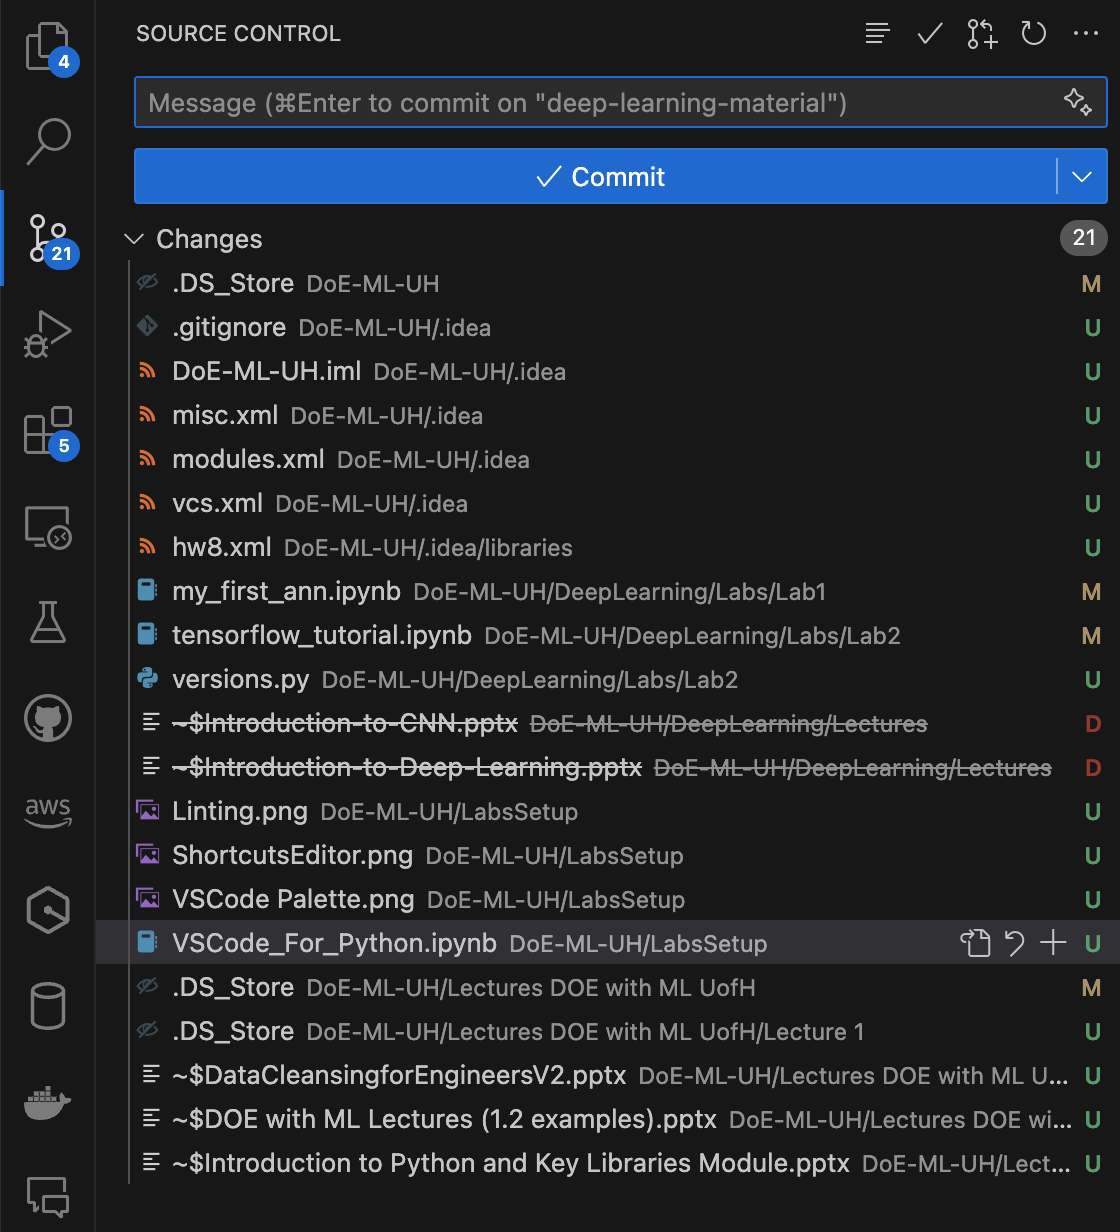 SOURCE CONTROL
4
Message (⌘Enter to commit on "deep-learning-material")
Commit
21
Changes 21
.DS_Store DoE-ML-UH M
.gitignore DoE-ML-UH/.idea U
DoE-ML-UH.iml DoE-ML-UH/.idea U
misc.xml DoE-ML-UH/.idea U
5
modules.xml DoE-ML-UH/.idea U
vcs.xml DoE-ML-UH/.idea U
hw8.xml DoE-ML-UH/.idea/libraries U
my_first_ann.ipynb DoE-ML-UH/DeepLearning/Labs/Lab1 M
tensorflow_tutorial.ipynb DoE-ML-UH/DeepLearning/Labs/Lab2 M
versions.py DoE-ML-UH/DeepLearning/Labs/Lab2 U
~$Introduction-to-CNN.pptx DoE-ML-UH/DeepLearning/Lectures D
~$Introduction-to-Deep-Learning.pptx DoE-ML-UH/DeepLearning/Lectures D
aws
Linting.png DoE-ML-UH/LabsSetup U
ShortcutsEditor.png DoE-ML-UH/LabsSetup U
VSCode Palette.png DoE-ML-UH/LabsSetup U
VSCode_For_Python.ipynb DoE-ML-UH/LabsSetup U
.DS_Store DoE-ML-UH/Lectures DOE with ML UofH M
.DS_Store DoE-ML-UH/Lectures DOE with ML UofH/Lecture 1 U
~$DataCleansingforEngineersV2.pptx DoE-ML-UH/Lectures DOE with ML U... U
~$DOE with ML Lectures (1.2 examples).pptx DoE-ML-UH/Lectures DOE wi... U
~$Introduction to Python and Key Libraries Module.pptx DoE-ML-UH/Lect... U